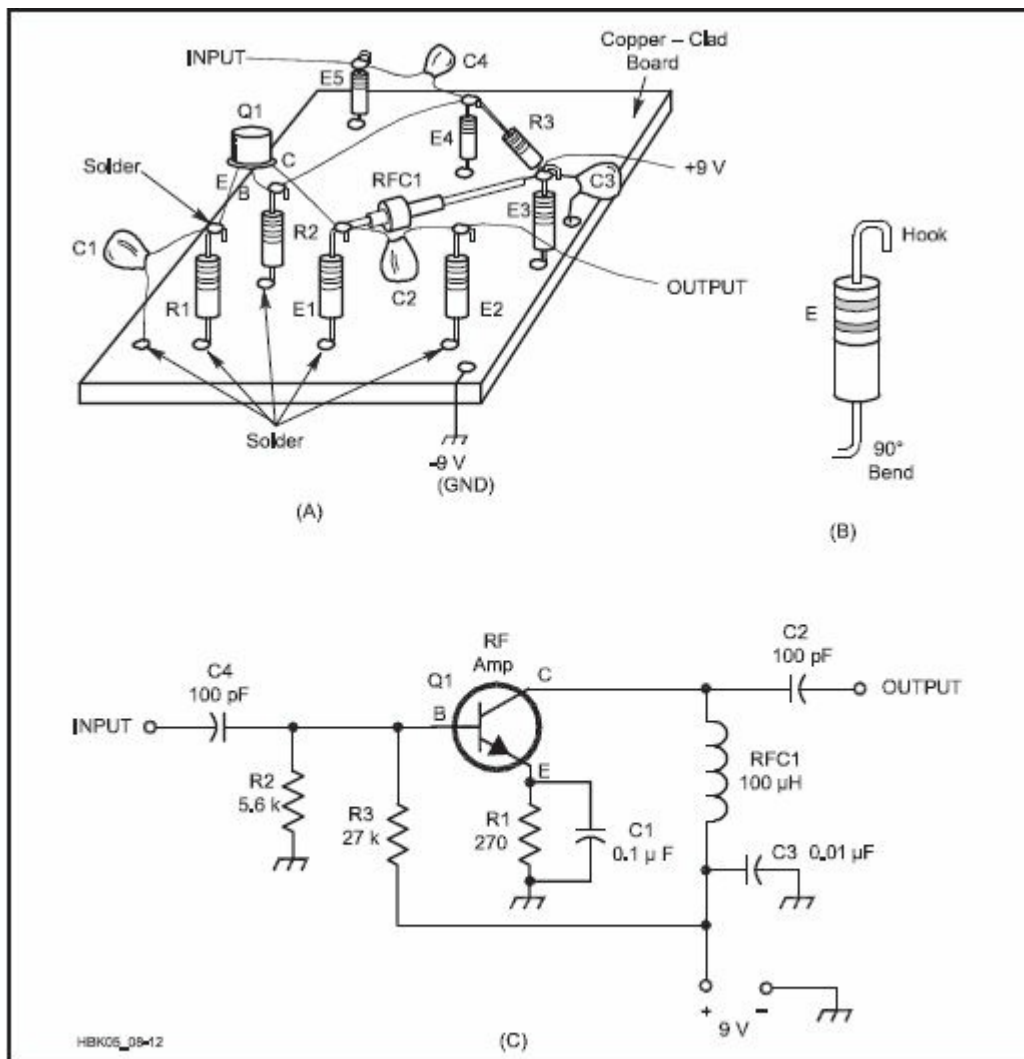 INPUT
C4
Copper – Clad
Board
E5
Q1
R3
E4
+9 V
Solder
C
E
B
RFC1
C3
E3
C1
R2
Hook
OUTPUT
C2
R1
E1
E2
E
Solder
-9 V
(GND)
90°
Bend
(A)
(B)
RF
Amp
C2
100 pF
C4
100 pF
Q1
C
OUTPUT
INPUT
B
RFC1
100 µH
R2
5.6 k
E
R3
27 k
R1
270
C1
0.1 µ F
C3 0.01 µF
+ 9 V –
HBK05_08-12
(C)